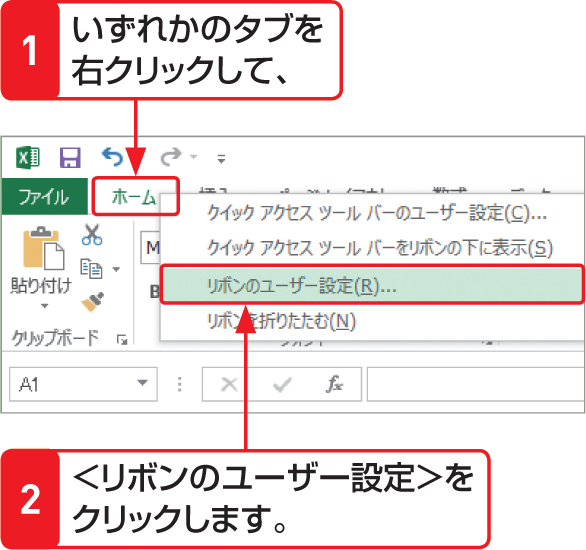 1
いずれかのタブを
右クリックして、
ファイル
ホーム
クイック アクセス ツール バーのユーザー設定(C)...
クイック アクセス ツール バーをリボンの下に表示(S)
リボンのユーザー設定(R)...
リボンを折りたたむ(N)
貼り付け
クリップボード
M
B
A1
fx
2
<リボンのユーザー設定>を
クリックします。